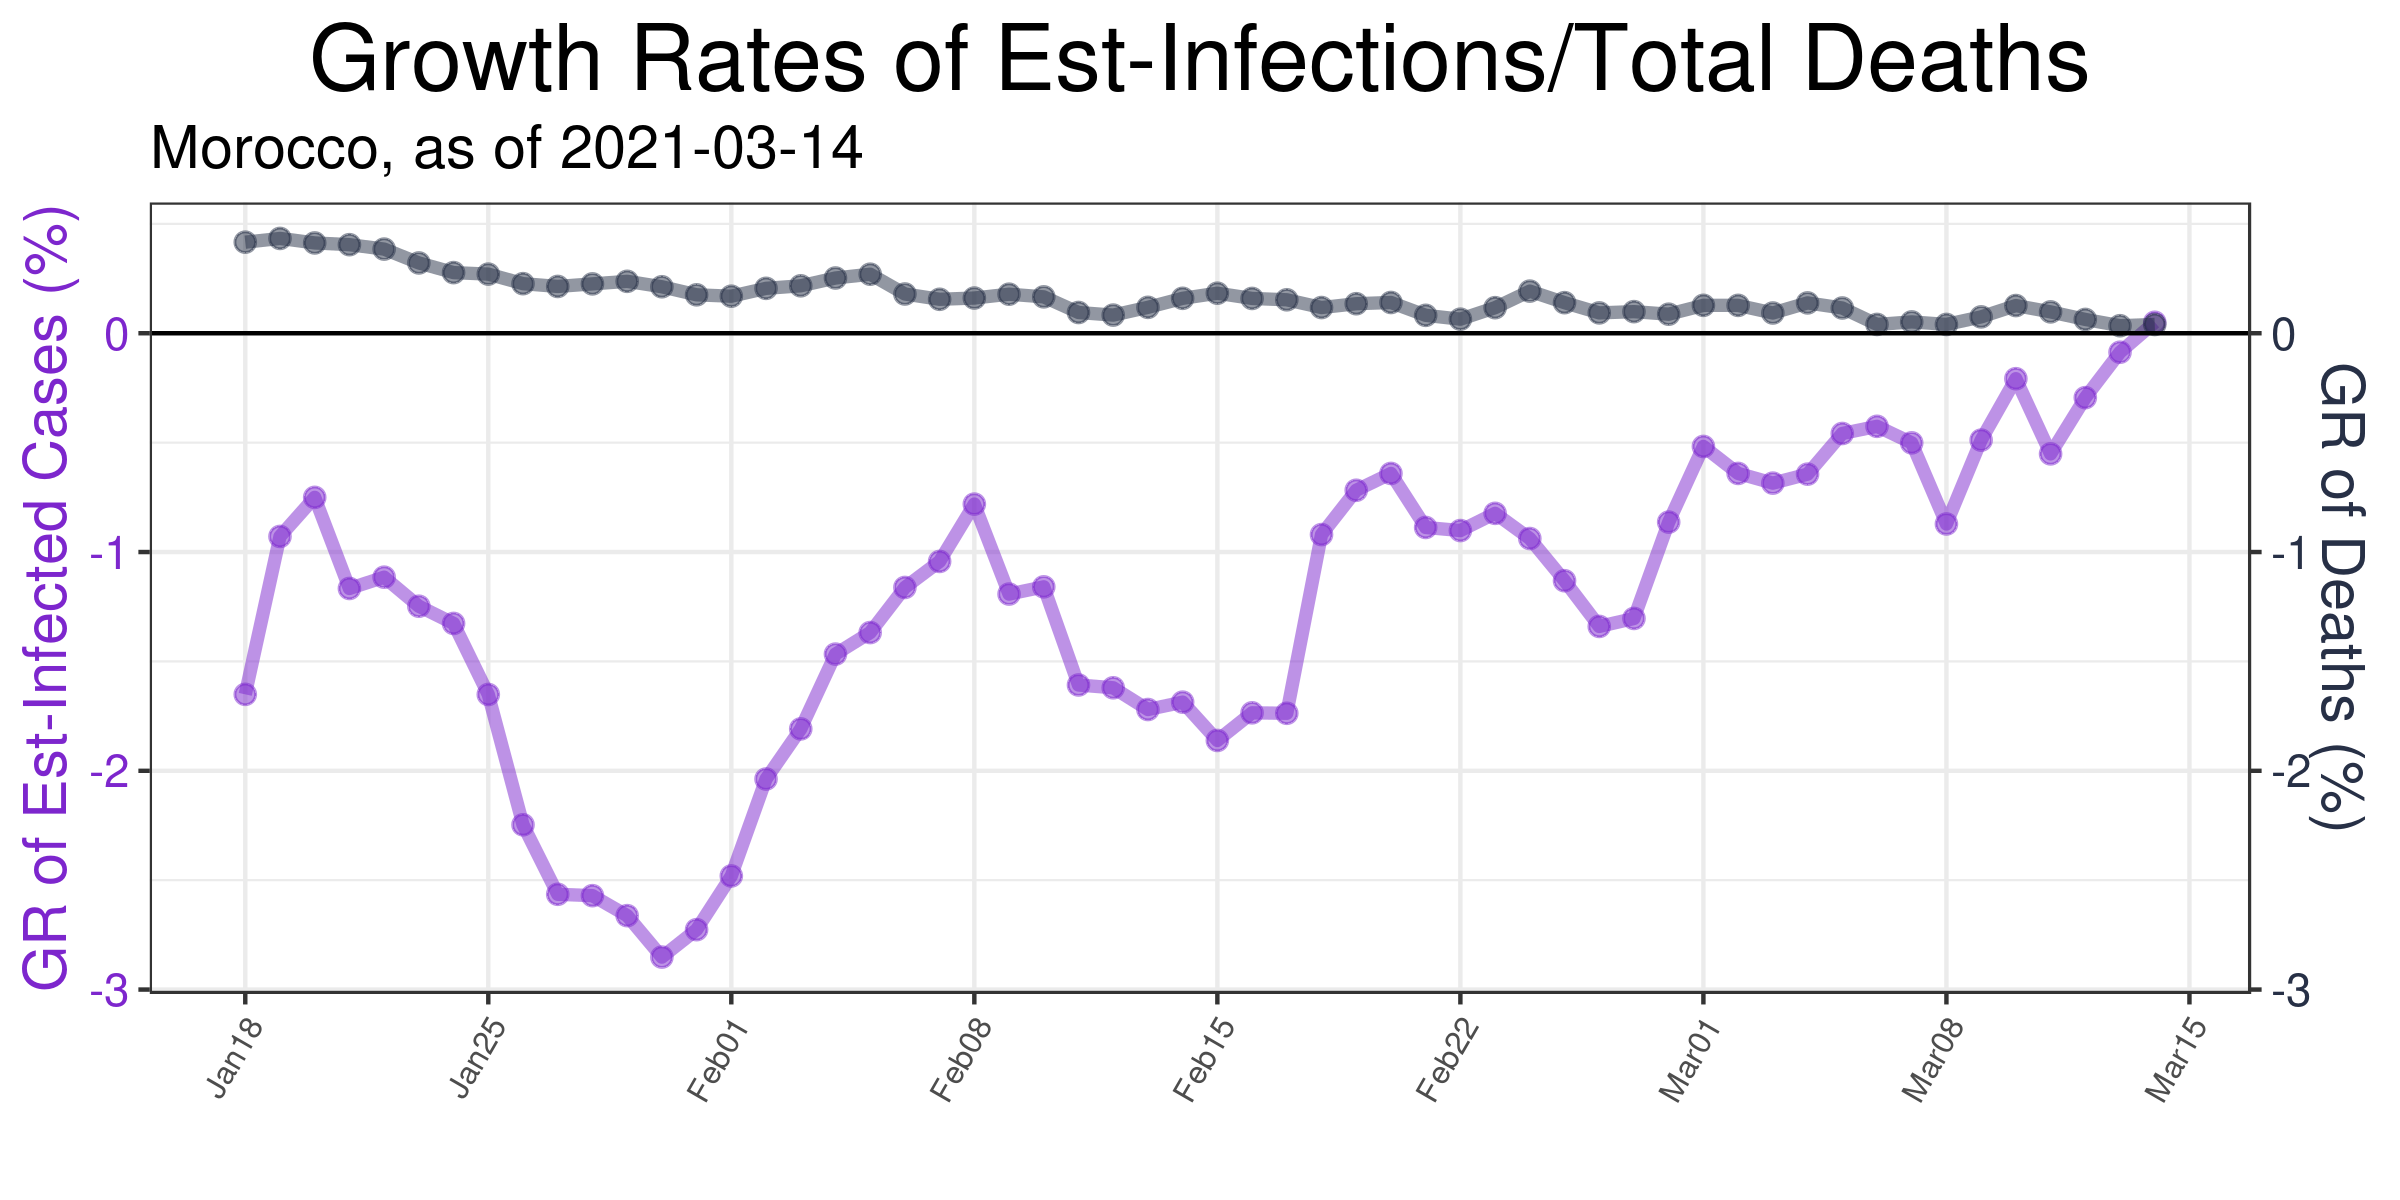 Growth Rates of Est-Infections/Total Deaths
Morocco, as of 2021-03-14
GR of Est-Infected Cases (%)
0
-1
-2
-3
0
-1
-2
-3
GR of Deaths (%)
Jan18
Jan25
Feb01
Feb08
Feb15
Feb22
Mar01
Mar08
Mar15